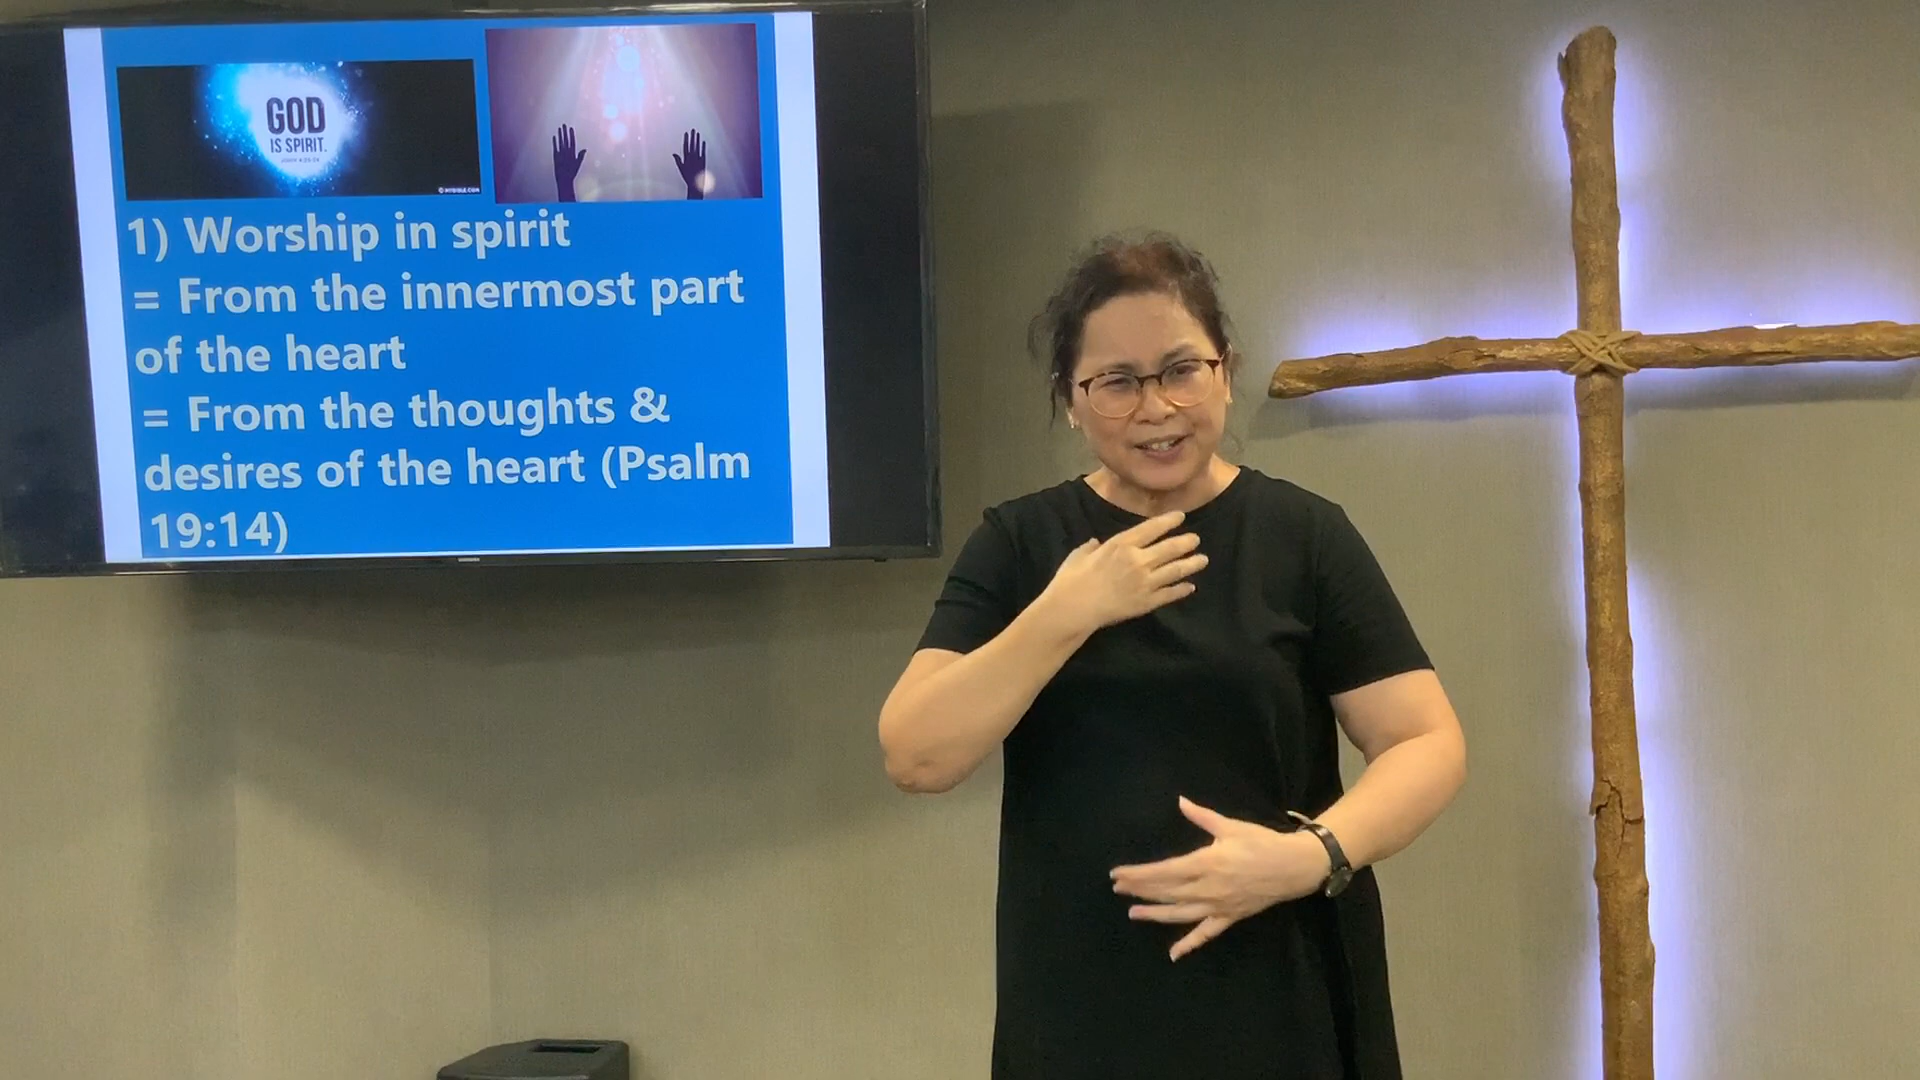 GOD
IS SPIRIT.
1) Worship in spirit
= From the innermost part
of the heart
= From the thoughts &
desires of the heart (Psalm
19:14)